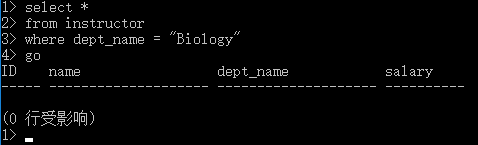 1> select *
2> from instructor
3> where dept_name = "Biology"
4> go
ID    name                 dept_name            salary
----- -------------------- -------------------- ----------

(0 行受影响)
1>